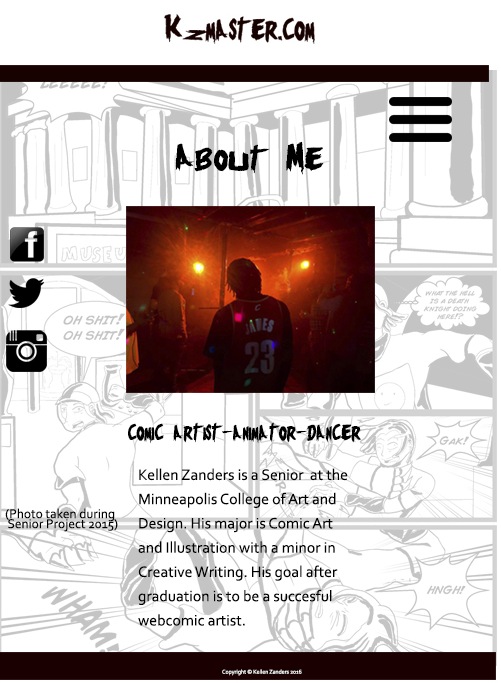 Kzmaster.com
LEEEEE!
About Me
MUSEU
OH SHIT!
OH SHIT!
WHAT THE HELL
IS A DEATH
KNIGHT DOING
HERE!?
JAMES
23
Comic Artist-Animator-Dancer
GAK!
Kellen Zanders is a Senior at the
Minneapolis College of Art and
Design. His major is Comic Art
and Illustration with a minor in
Creative Writing. His goal after
graduation is to be a succesful
webcomic artist.
(Photo taken during
Senior Project 2015)
HNGH!
WHAM!
Copyright © Kellen Zanders 2016